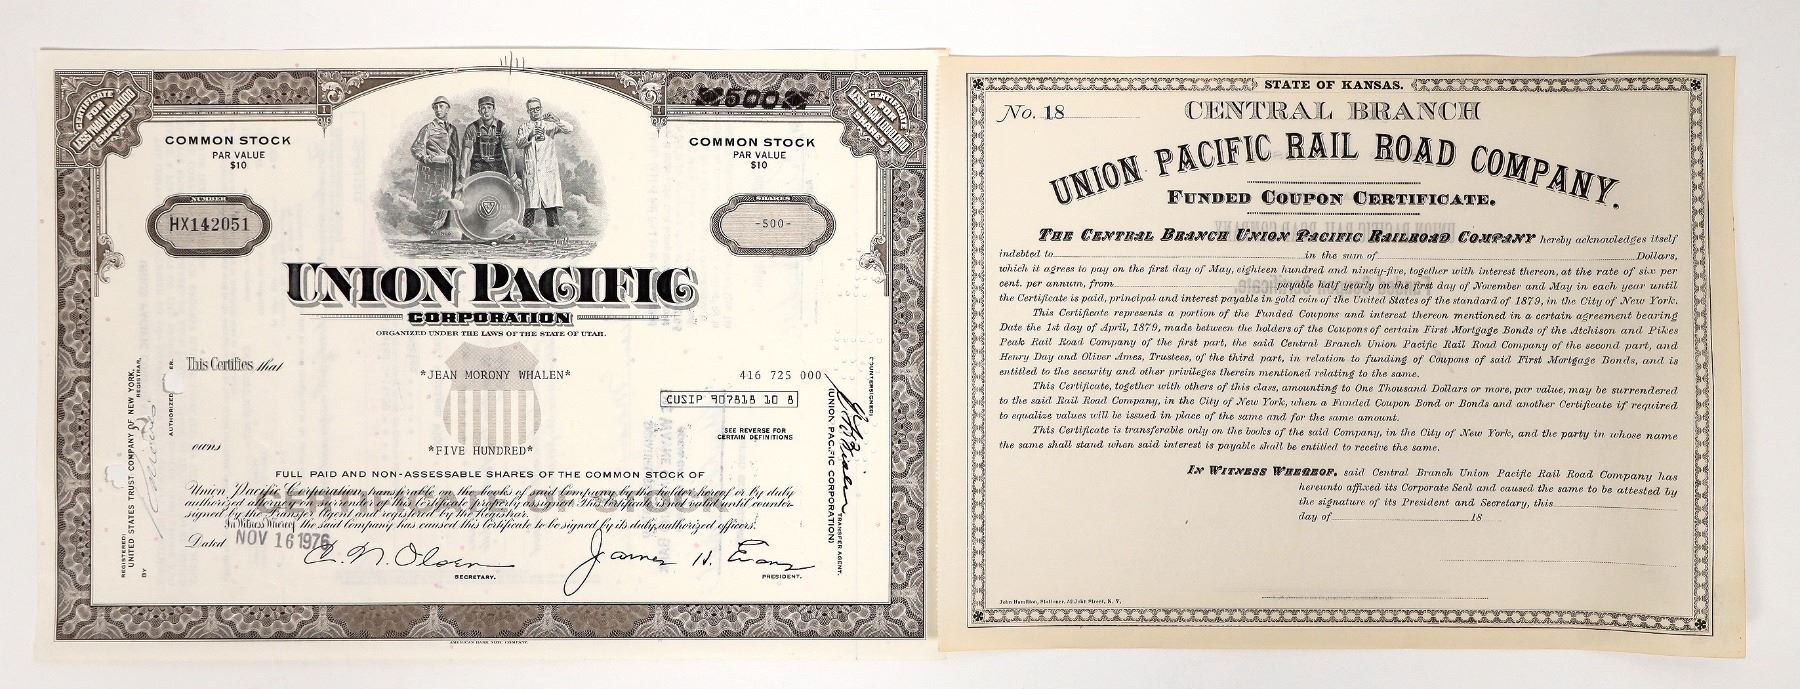 CERTIFICATE FOR LESS THAN 100,000 SHARES
500
CERTIFICATE FOR LESS THAN 100,000 SHARES
COMMON STOCK
PAR VALUE
$10
COMMON STOCK
PAR VALUE
$10
NUMBER
HX142051
SHARES
-500-
UNION PACIFIC
CORPORATION
ORGANIZED UNDER THE LAWS OF THE STATE OF UTAH.
This Certifies that
*JEAN MORONY WHALEN*
416 725 000
CUSIP 907818 10 8
SEE REVERSE FOR
CERTAIN DEFINITIONS
owns
*FIVE HUNDRED*
FULL PAID AND NON-ASSESSABLE SHARES OF THE COMMON STOCK OF
Union Pacific Corporation, transferable on the books of said Company by the holder hereof or by duly
authorized attorney on surrender of this Certificate properly assigned. This Certificate is not valid until counter-
signed by the Transfer Agent and registered by the Registrar.
In Witness Whereof the said Company has caused this Certificate to be signed by its duly authorized officers.
Dated NOV 16 1976
SECRETARY.
James H. Evans
PRESIDENT.
REGISTERED:
UNITED STATES TRUST COMPANY OF NEW YORK,
REGISTRAR,
BY
AUTHORIZED
ER.
COUNTERSIGNED:
(UNION PACIFIC CORPORATION)
TRANSFER AGENT.
AMERICAN BANK NOTE COMPANY.
STATE OF KANSAS.
No. 18
CENTRAL BRANCH
UNION PACIFIC RAIL ROAD COMPANY.
FUNDED COUPON CERTIFICATE.
THE CENTRAL BRANCH UNION PACIFIC RAILROAD COMPANY hereby acknowledges itself
indebted to in the sum of Dollars,
which it agrees to pay on the first day of May, eighteen hundred and ninety-five, together with interest thereon, at the rate of six per
cent. per annum, from payable half yearly on the first day of November and May in each year until
the Certificate is paid, principal and interest payable in gold coin of the United States of the standard of 1879, in the City of New York.
This Certificate represents a portion of the Funded Coupons and interest thereon mentioned in a certain agreement bearing
Date the 1st day of April, 1879, made between the holders of the Coupons of certain First Mortgage Bonds of the Atchison and Pikes
Peak Rail Road Company of the first part, the said Central Branch Union Pacific Rail Road Company of the second part, and
Henry Day and Oliver Ames, Trustees, of the third part, in relation to funding of Coupons of said First Mortgage Bonds, and is
entitled to the security and other privileges therein mentioned relating to the same.
This Certificate, together with others of this class, amounting to One Thousand Dollars or more, par value, may be surrendered
to the said Rail Road Company, in the City of New York, when a Funded Coupon Bond or Bonds and another Certificate if required
to equalize values will be issued in place of the same and for the same amount.
This Certificate is transferable only on the books of the said Company, in the City of New York, and the party in whose name
the same shall stand when said interest is payable shall be entitled to receive the same.
IN WITNESS WHEREOF, said Central Branch Union Pacific Rail Road Company has
hereunto affixed its Corporate Seal and caused the same to be attested by
the signature of its President and Secretary, this
day of 18
John Hamilton, Stationer, 40 John Street, N. Y.